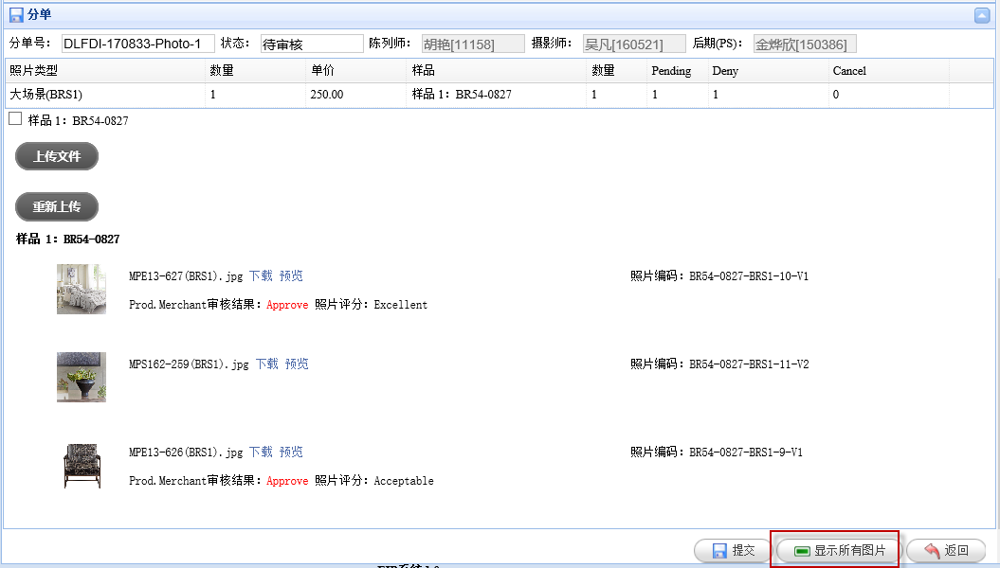 分单
分单号： DLFDI-170833-Photo-1 状态： 待审核 陈列师： 胡艳[11158] 摄影师： 吴凡[160521] 后期(PS)： 金烨欣[150386]
照片类型 数量 单价 样品 数量 Pending Deny Cancel
大场景(BRS1) 1 250.00 样品 1：BR54-0827 1 1 1 0
样品 1：BR54-0827
上传文件
重新上传
样品 1：BR54-0827
MPE13-627(BRS1).jpg 下载 预览 照片编码：BR54-0827-BRS1-10-V1
Prod.Merchant审核结果：Approve 照片评分：Excellent
MPS162-259(BRS1).jpg 下载 预览 照片编码：BR54-0827-BRS1-11-V2
MPE13-626(BRS1).jpg 下载 预览 照片编码：BR54-0827-BRS1-9-V1
Prod.Merchant审核结果：Approve 照片评分：Acceptable
提交 显示所有图片 返回